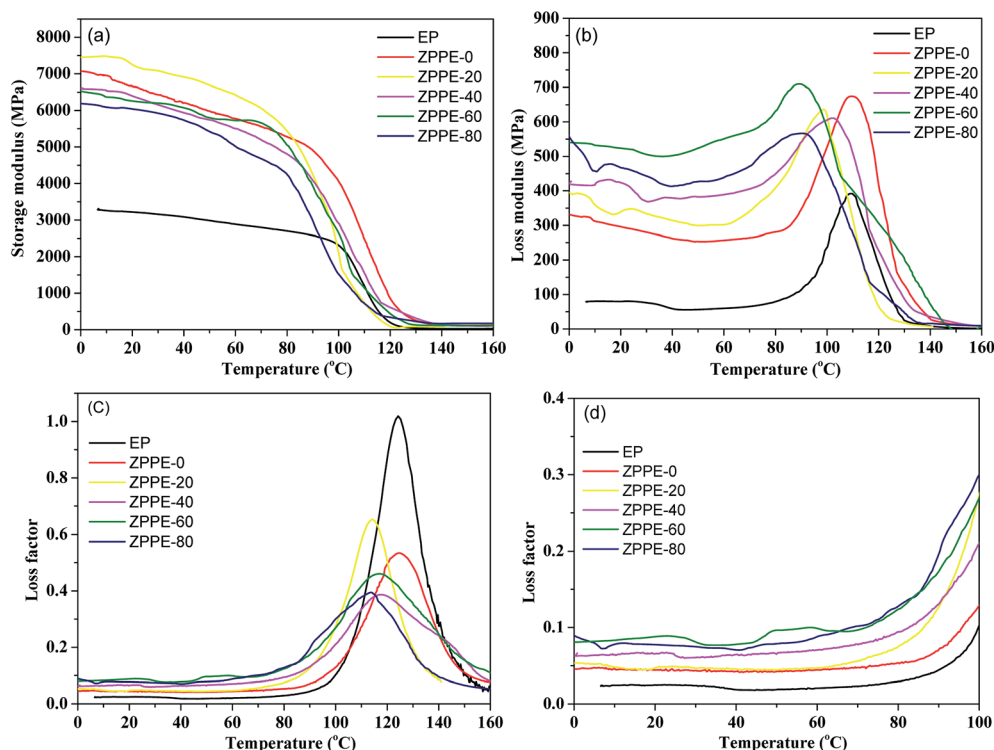 (a)
EP
ZPPE-0
ZPPE-20
ZPPE-40
ZPPE-60
ZPPE-80
Storage modulus (MPa)
8000
7000
6000
5000
4000
3000
2000
1000
0
0 20 40 60 80 100 120 140 160
Temperature (°C)
(b)
EP
ZPPE-0
ZPPE-20
ZPPE-40
ZPPE-60
ZPPE-80
Loss modulus (MPa)
900
800
700
600
500
400
300
200
100
0
0 20 40 60 80 100 120 140 160
Temperature (°C)
(C)
EP
ZPPE-0
ZPPE-20
ZPPE-40
ZPPE-60
ZPPE-80
Loss factor
1.0
0.8
0.6
0.4
0.2
0.0
0 20 40 60 80 100 120 140 160
Temperature (°C)
(d)
EP
ZPPE-0
ZPPE-20
ZPPE-40
ZPPE-60
ZPPE-80
Loss factor
0.4
0.3
0.2
0.1
0.0
0 20 40 60 80 100
Temperature (°C)